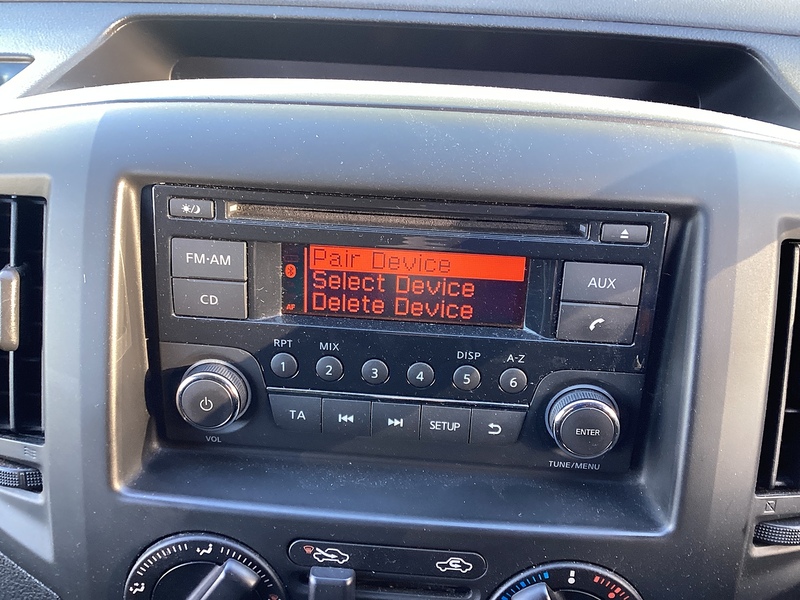 FM·AM
CD
Pair Device
Select Device
Delete Device
AF
AUX
RPT MIX DISP A-Z
1 2 3 4 5 6
TA SETUP
VOL
ENTER
TUNE/MENU